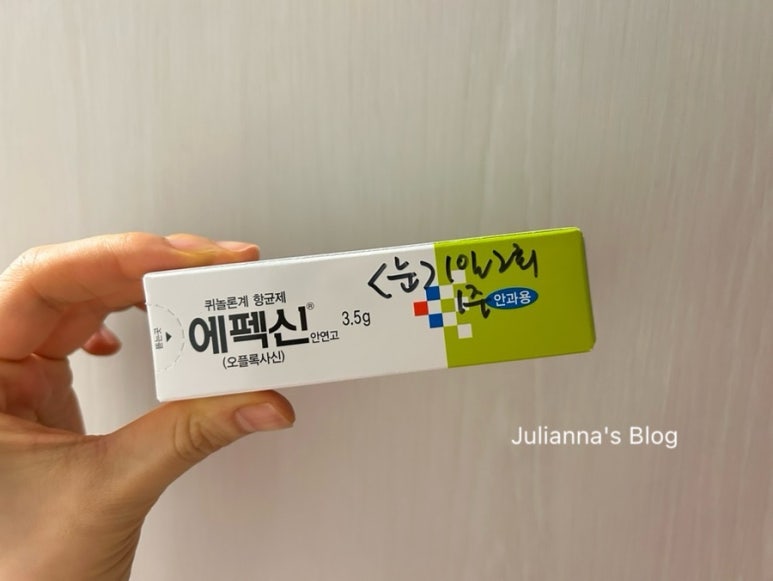 퀴놀론계 항균제
에펙신® 안연고 3.5g
(오플록사신)
<눈> 1일 2회
1주
안과용
Julianna's Blog